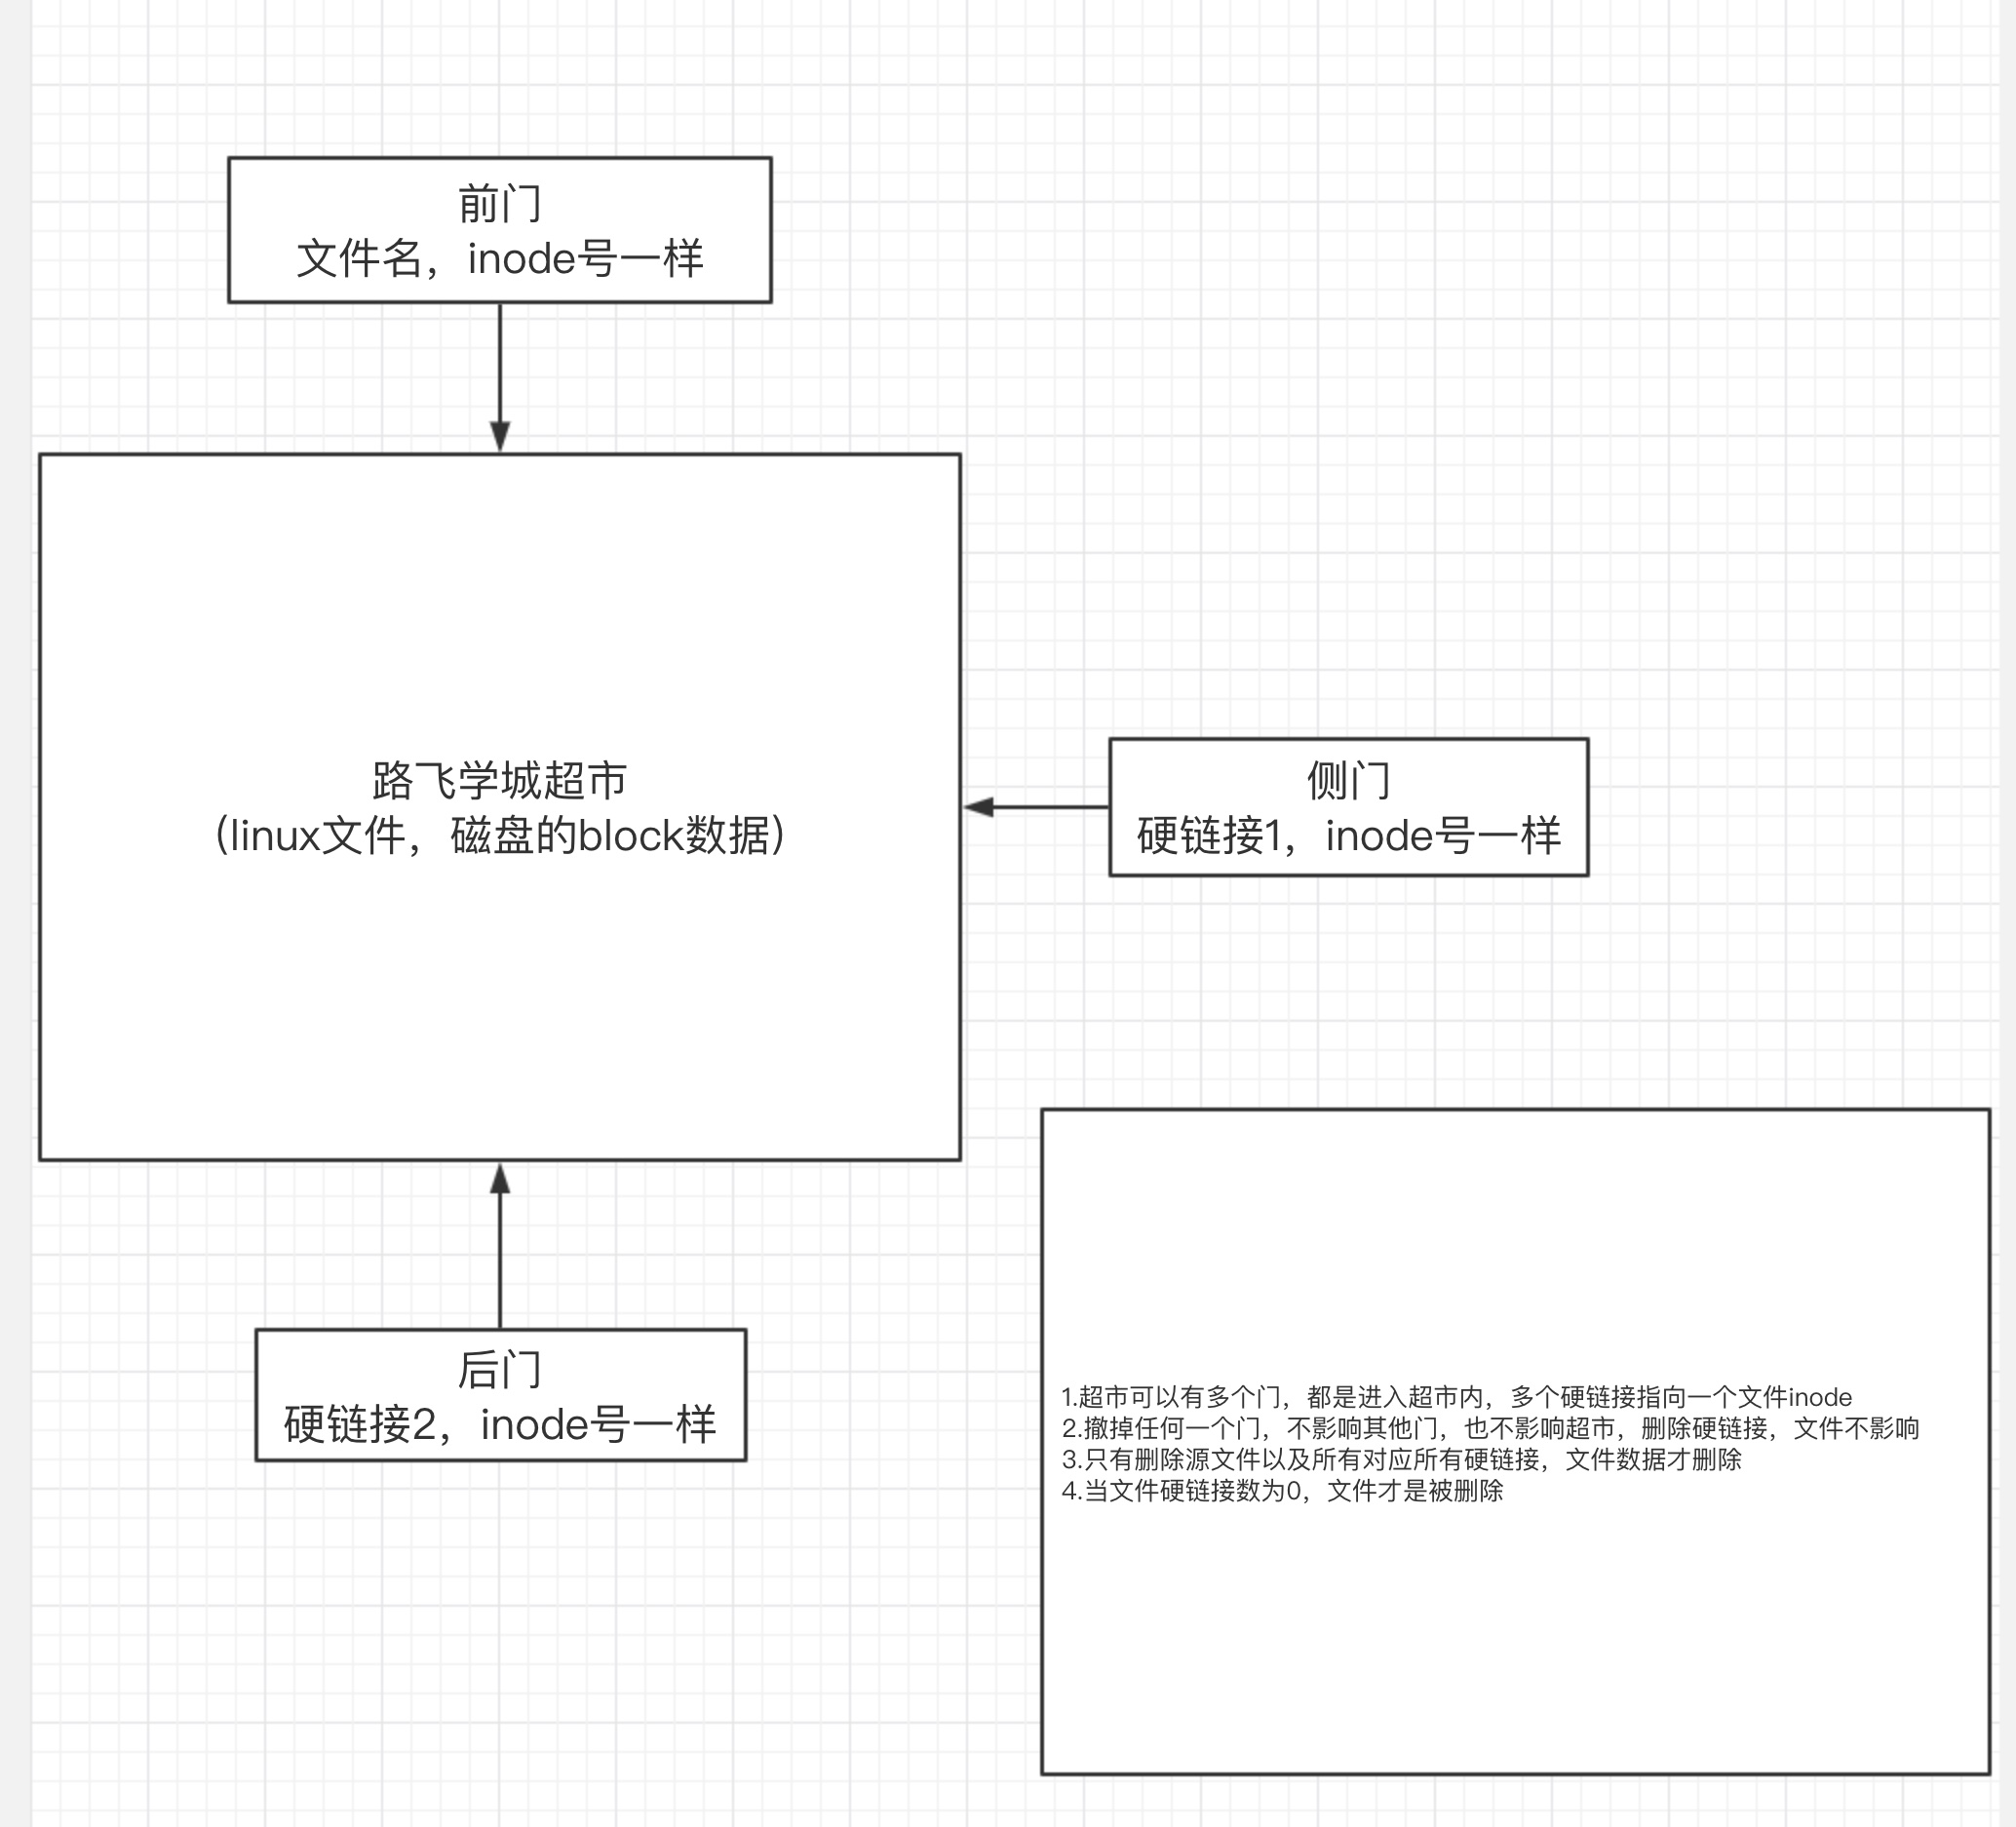 前门
文件名，inode号一样
路飞学城超市
(linux文件，磁盘的block数据)
侧门
硬链接1，inode号一样
后门
硬链接2，inode号一样
1.超市可以有多个门，都是进入超市内，多个硬链接指向一个文件inode
2.撤掉任何一个门，不影响其他门，也不影响超市，删除硬链接，文件不影响
3.只有删除源文件以及所有对应所有硬链接，文件数据才删除
4.当文件硬链接数为0，文件才是被删除